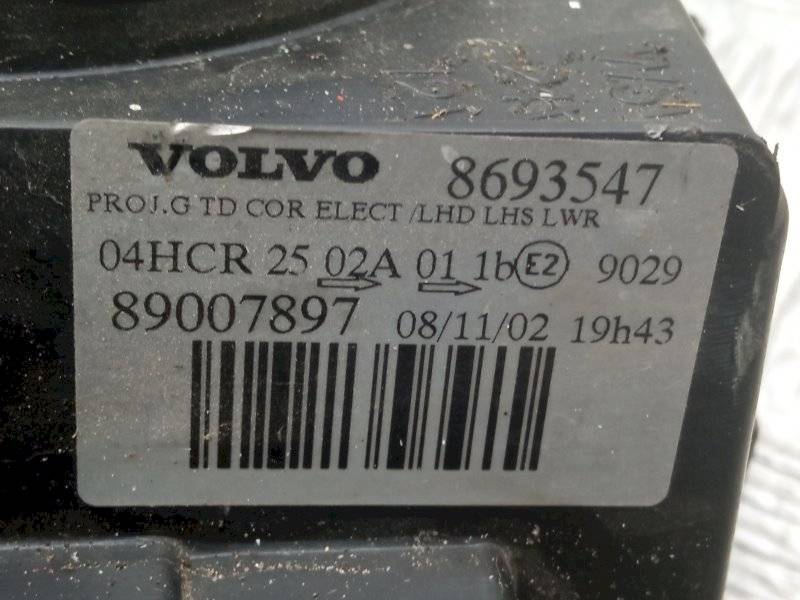 VOLVO 8693547
PROJ.G TD COR ELECT /LHD LHS LWR
04HCR 25 02A 01 1b E2 9029
89007897 08/11/02 19h43